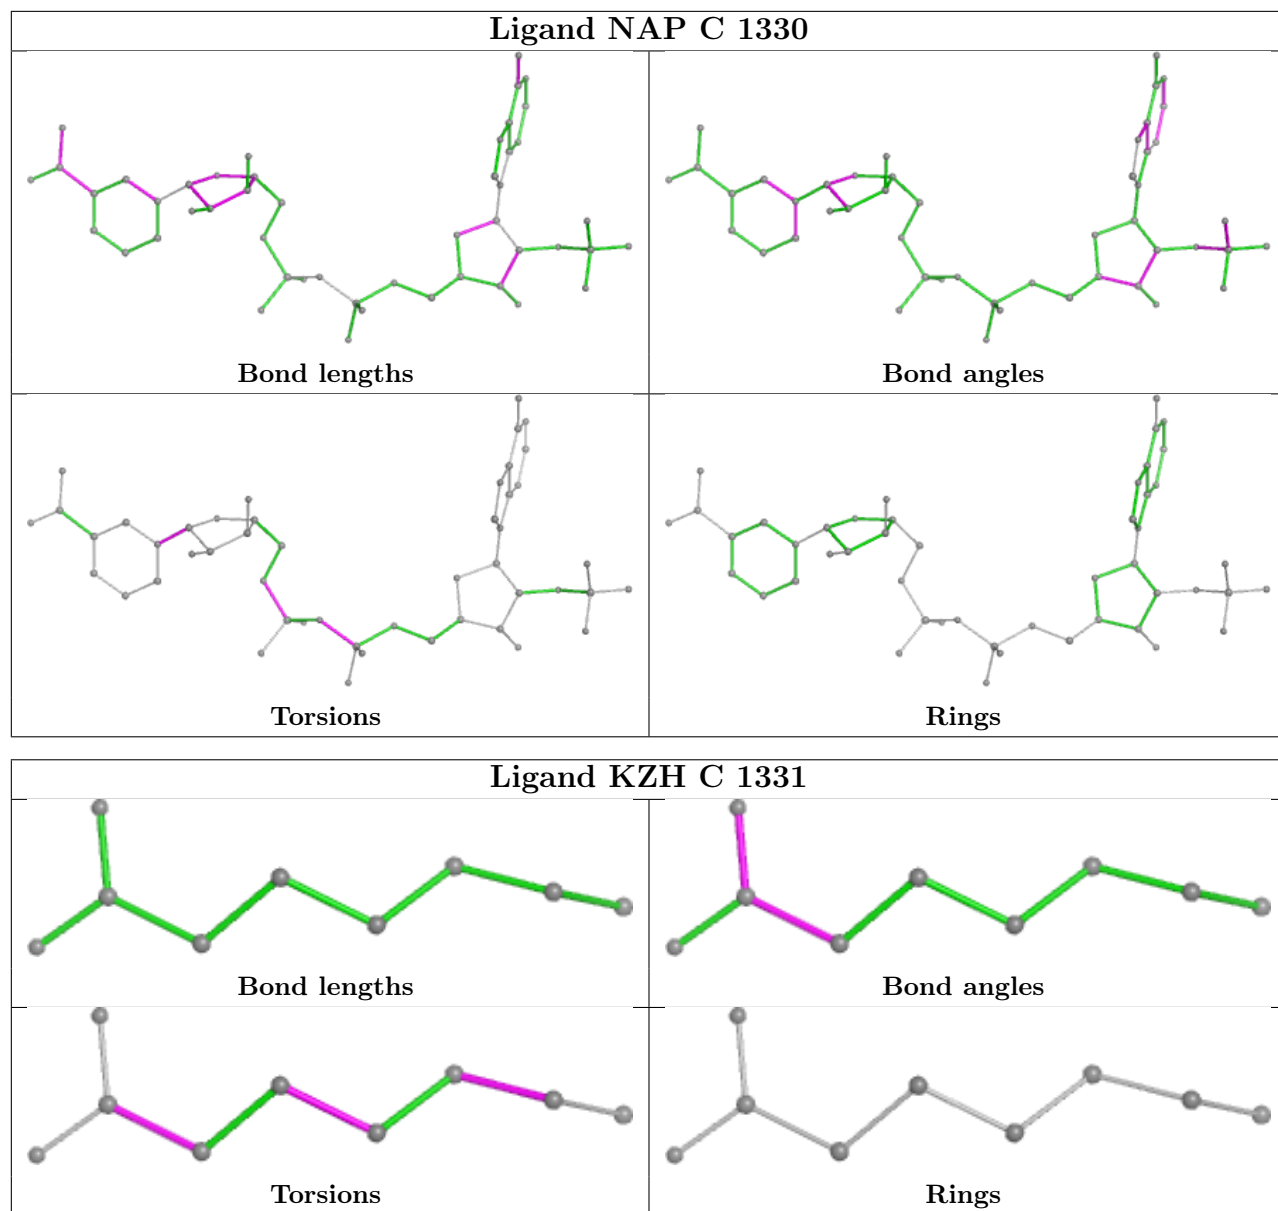 Ligand NAP C 1330
Bond lengths
Bond angles
Torsions
Rings
Ligand KZH C 1331
Bond lengths
Bond angles
Torsions
Rings